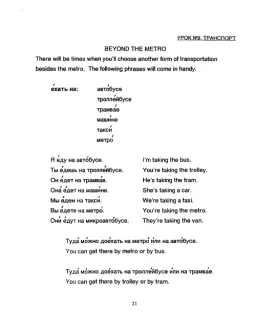 УРОК №9. ТРАНСПОРТ
BEYOND THE METRO
There will be times when you'll choose another form of transportation
besides the metro. The following phrases will come in handy.
е́хать на: авто́бусе
тролле́йбусе
трамва́е
маши́не
такси́
метро́
Я е́ду на авто́бусе. I'm taking the bus.
Ты е́дешь на тролле́йбусе. You're taking the trolley.
Он е́дет на трамва́е. He's taking the tram.
Она́ е́дет на маши́не. She's taking a car.
Мы е́дем на такси́. We're taking a taxi.
Вы е́дете на метро́. You're taking the metro.
Они́ е́дут на микроавто́бусе. They're taking the van.
Туда́ мо́жно дое́хать на метро́ и́ли на авто́бусе.
You can get there by metro or by bus.
Туда́ мо́жно дое́хать на тролле́йбусе и́ли на трамва́е.
You can get there by trolley or by tram.
21